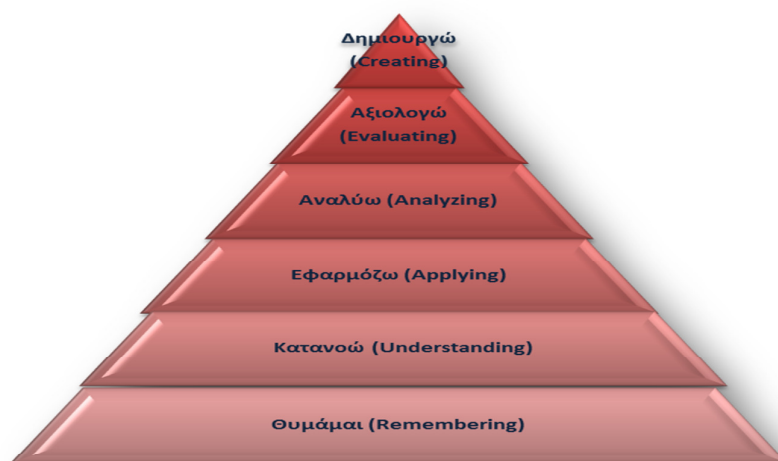 Δημιουργώ
(Creating)
Αξιολογώ
(Evaluating)
Αναλύω (Analyzing)
Εφαρμόζω (Applying)
Κατανοώ (Understanding)
Θυμάμαι (Remembering)